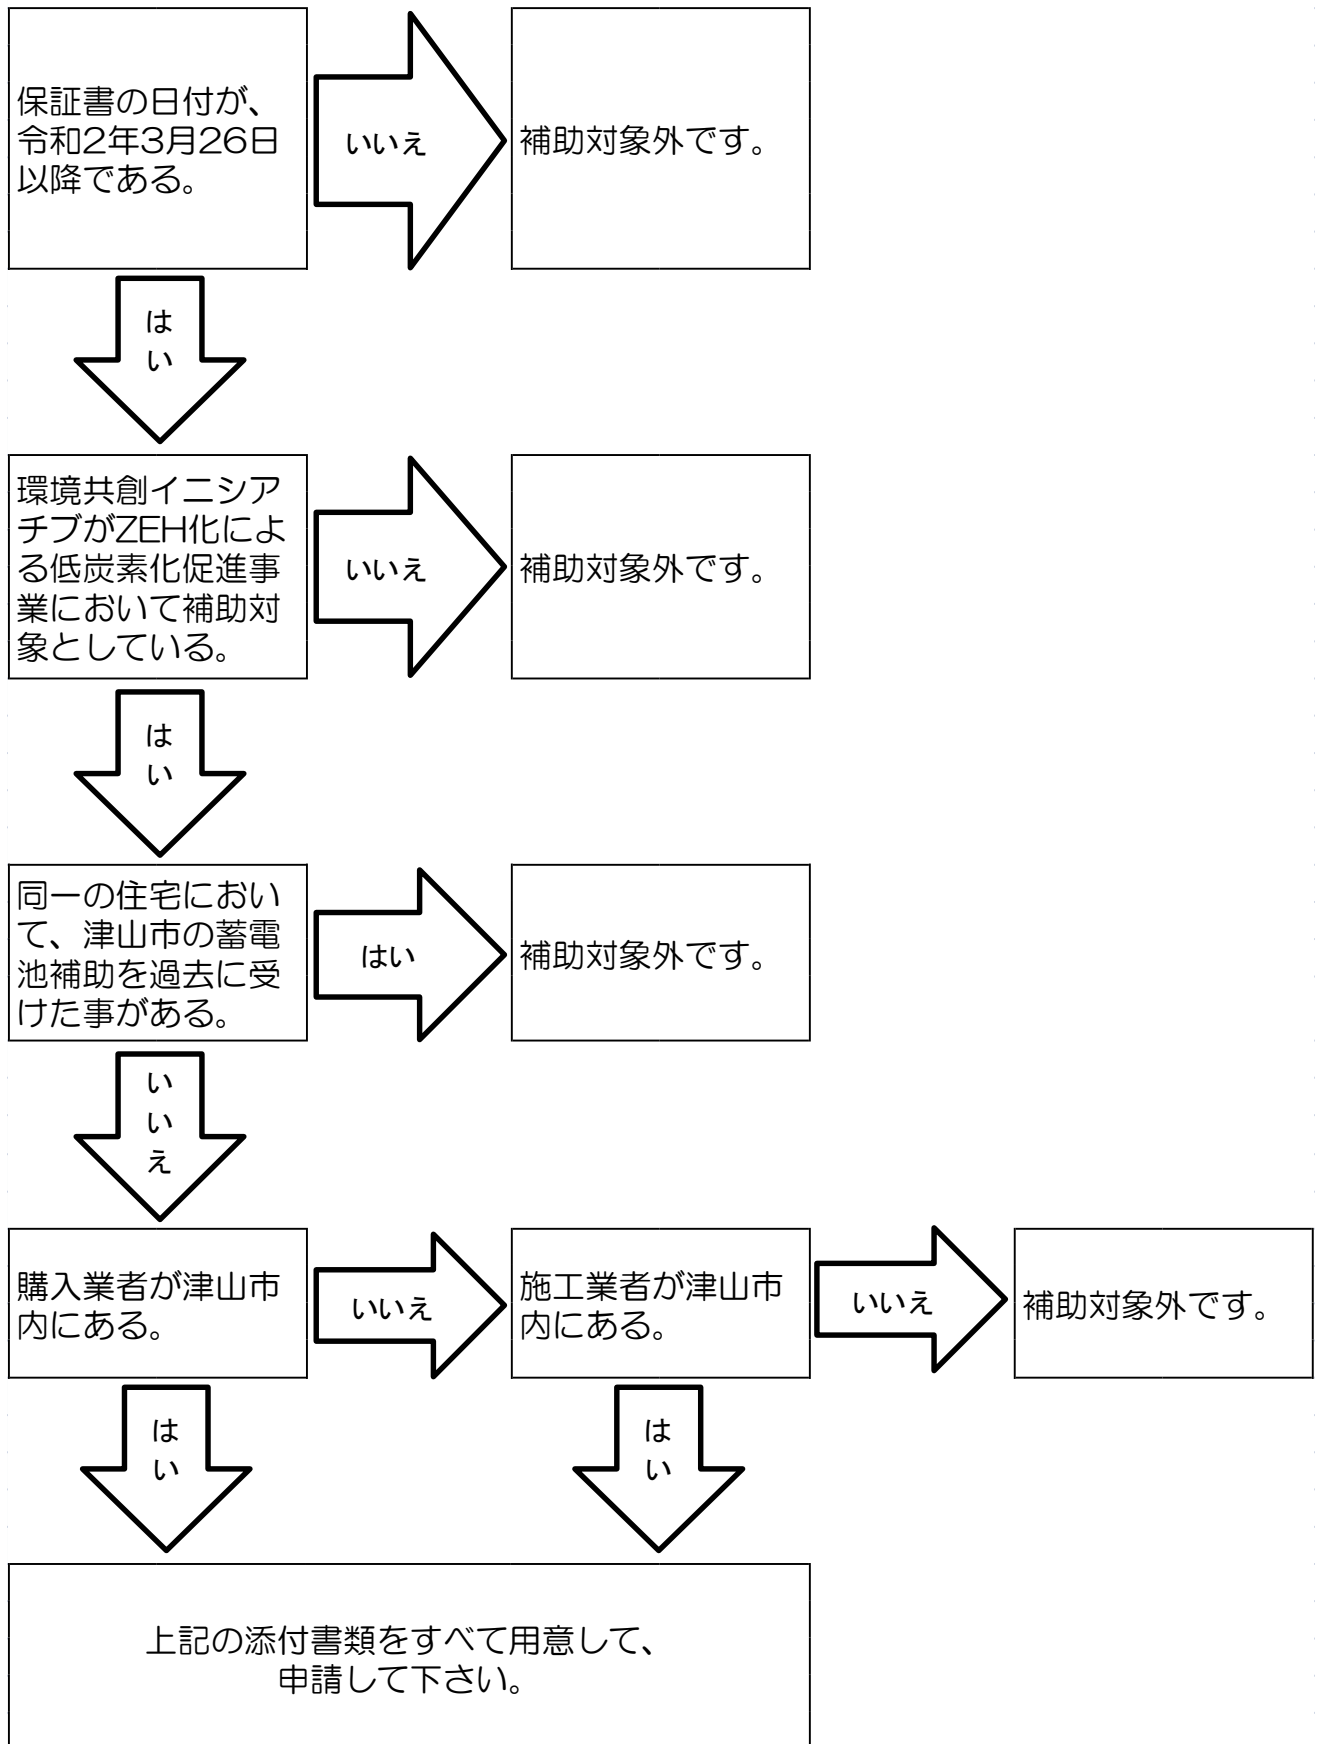 保証書の日付が、
令和2年3月26日
以降である。
いいえ
補助対象外です。
は
い
環境共創イニシア
チブがZEH化によ
る低炭素化促進事
業において補助対
象としている。
いいえ
補助対象外です。
は
い
同一の住宅におい
て、津山市の蓄電
池補助を過去に受
けた事がある。
はい
補助対象外です。
い
い
え
購入業者が津山市
内にある。
いいえ
施工業者が津山市
内にある。
いいえ
補助対象外です。
は
い
は
い
上記の添付書類をすべて用意して、
申請して下さい。